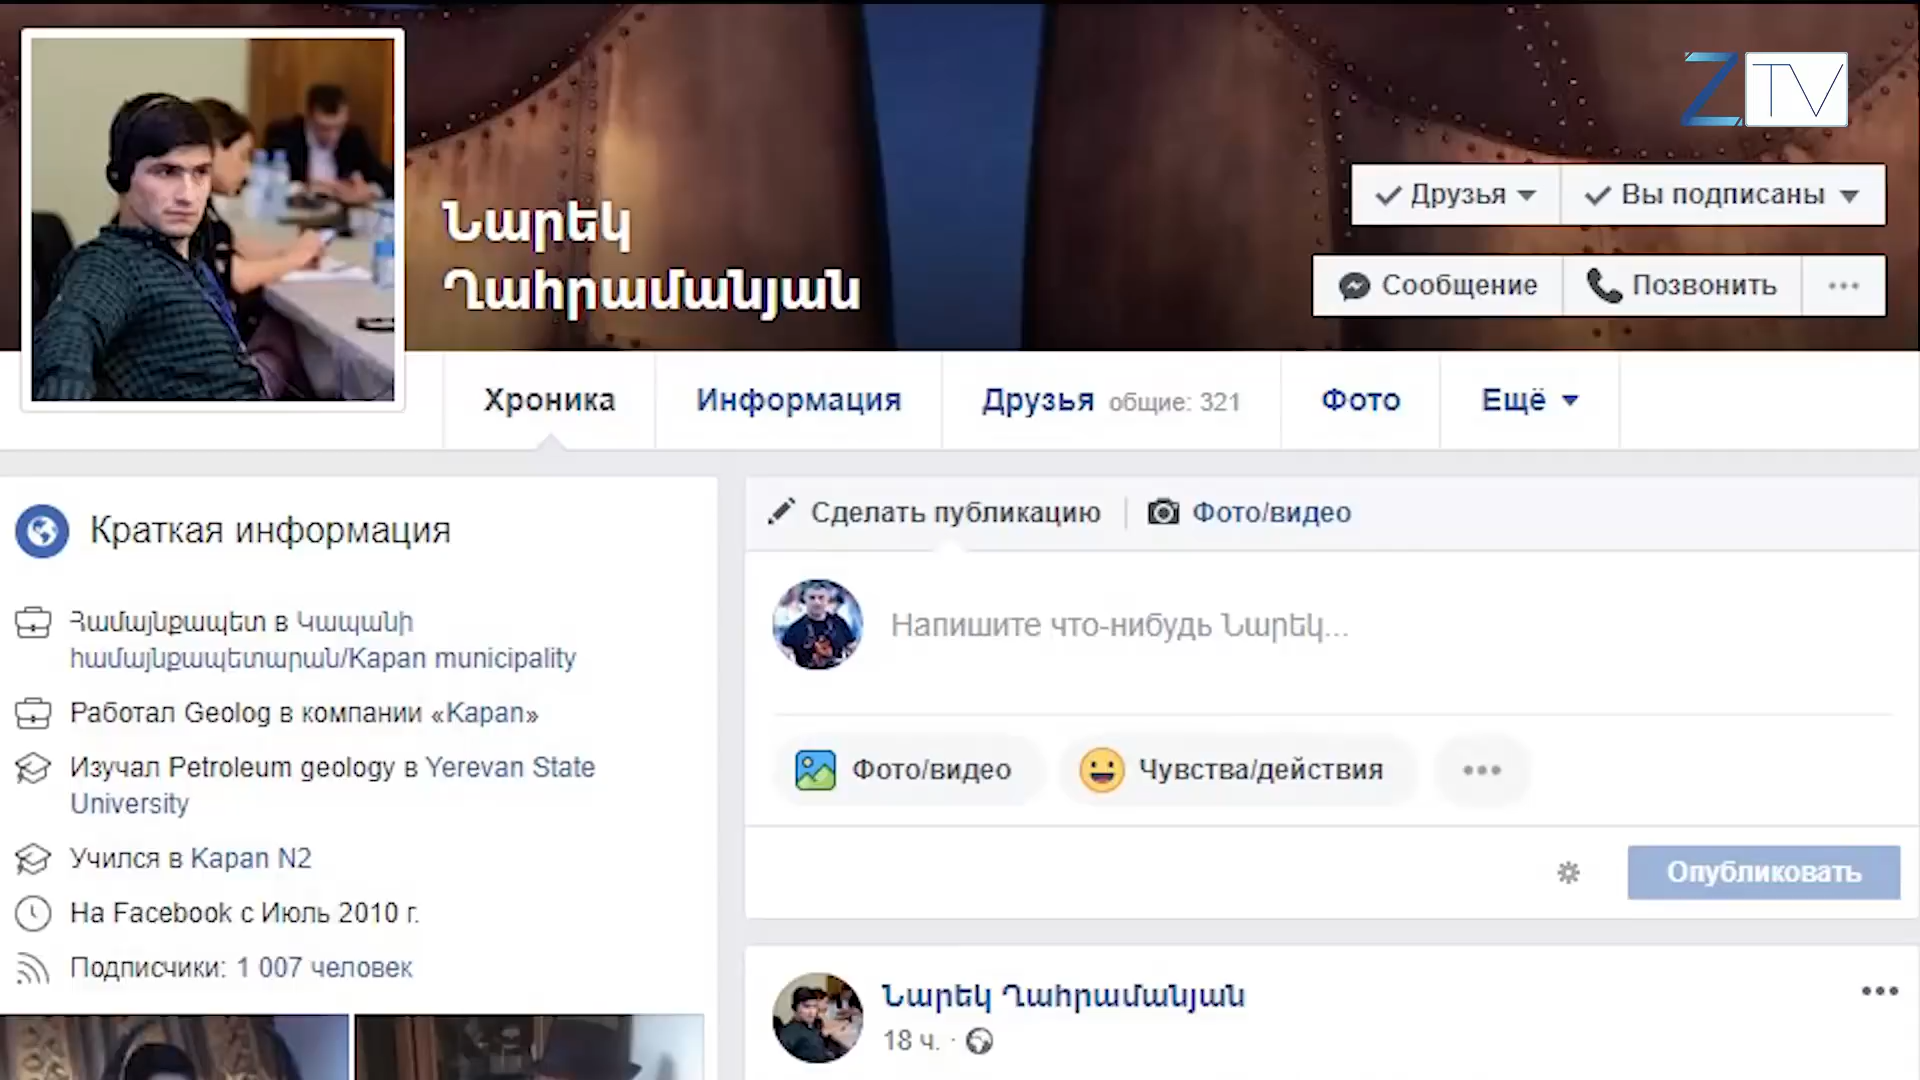 ZTV
Նարեկ
Ղահրամանյան
Друзья
Вы подписаны
Сообщение
Позвонить
Хроника
Информация
Друзья общие: 321
Фото
Ещё
Краткая информация
Համայնքապետ в Կապանի
համայնքապետարան/Kapan municipality
Работал Geolog в компании «Kapan»
Изучал Petroleum geology в Yerevan State
University
Учился в Kapan N2
На Facebook с Июль 2010 г.
Подписчики: 1 007 человек
Сделать публикацию
Фото/видео
Напишите что-нибудь Նարեկ...
Фото/видео
Чувства/действия
Опубликовать
Նարեկ Ղահրամանյան
18 ч. ·